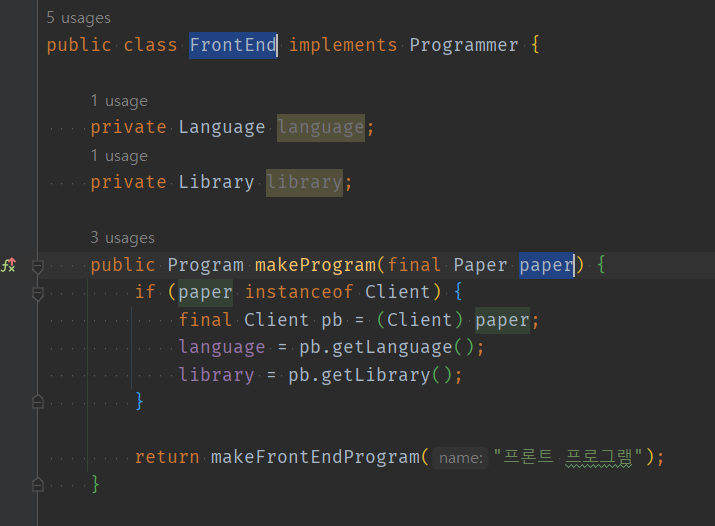 5 usages
public class FrontEnd implements Programmer {
1 usage
private Language language;
1 usage
private Library library;
3 usages
public Program makeProgram(final Paper paper) {
if (paper instanceof Client) {
final Client pb = (Client) paper;
language = pb.getLanguage();
library = pb.getLibrary();
}
return makeFrontEndProgram( name: "프론트 프로그램");
}